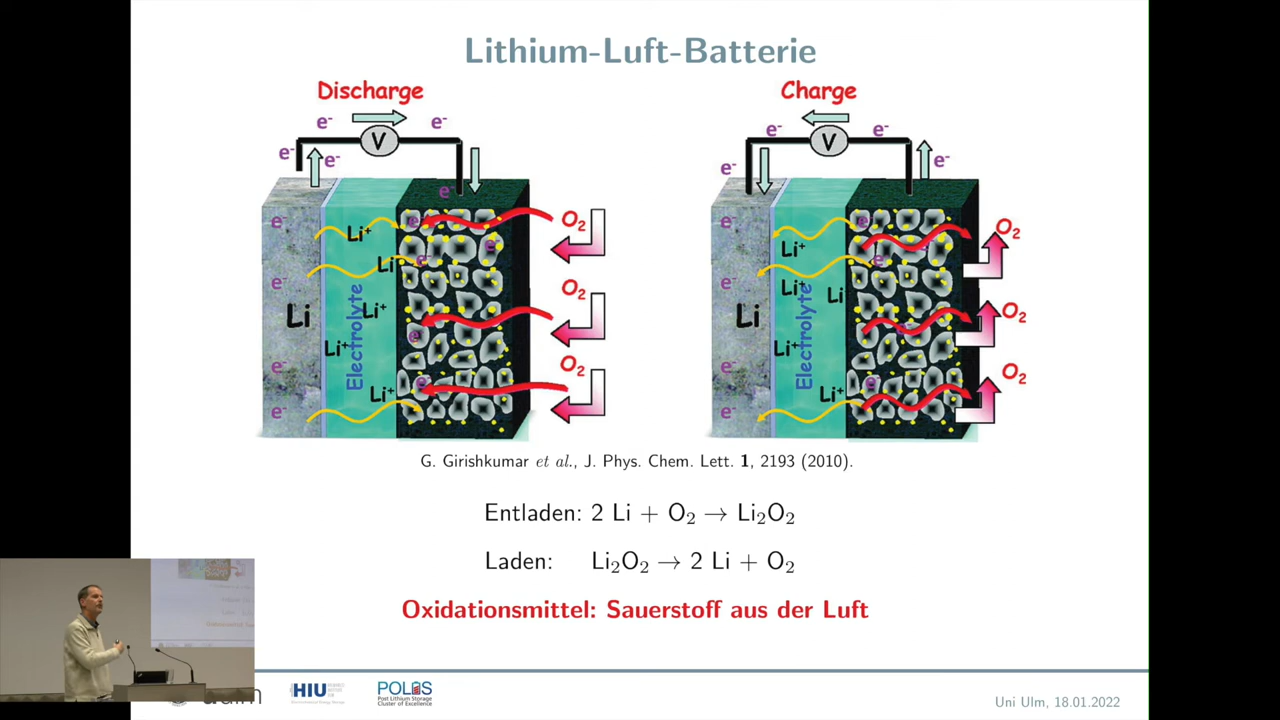 Lithium-Luft-Batterie
Discharge
e⁻ e⁻
V
e⁻ e⁻
e⁻
e⁻ e⁻ O₂
Li⁺ e⁻
Li e⁻
e⁻ O₂
Li Li⁺
Electrolyte
e⁻
Li⁺
e⁻ e⁻ O₂
Li⁺
e⁻
Charge
e⁻ e⁻
V
e⁻ e⁻
e⁻ e⁻ O₂
Li⁺ e⁻
e⁻
e⁻ Li⁺ Li
Li O₂
Electrolyte
Li⁺
e⁻ e⁻ O₂
Li⁺
e⁻
G. Girishkumar et al., J. Phys. Chem. Lett. 1, 2193 (2010).
Entladen: 2 Li + O₂ → Li₂O₂
Laden: Li₂O₂ → 2 Li + O₂
Oxidationsmittel: Sauerstoff aus der Luft
HIU
POLiS
Post Lithium Storage
Cluster of Excellence
Uni Ulm, 18.01.2022